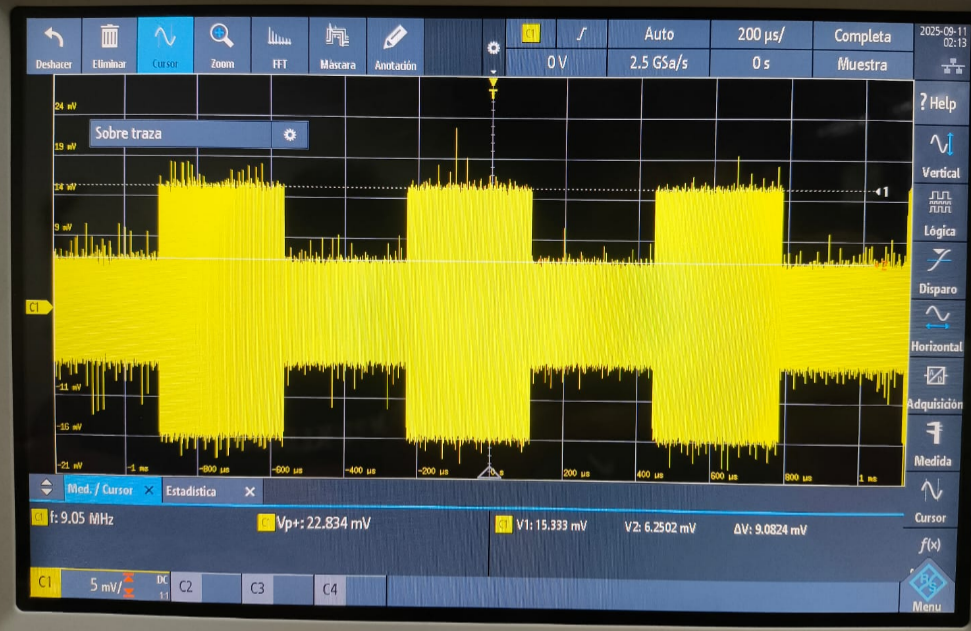 Deshacer Eliminar Cursor Zoom FFT Máscara Anotación
C1 Auto 200 µs/ Completa
0 V 2.5 GSa/s 0 s Muestra
2025-09-11
02:13
? Help
Vertical
Lógica
Disparo
Horizontal
Adquisición
Medida
Cursor
f(x)
R&S
Menu
24 mV
Sobre traza
19 mV
T
14 mV
1
9 mV
C1
-11 mV
-16 mV
-21 mV
-1 ms -800 µs -600 µs -400 µs -200 µs 0 s 200 µs 400 µs 600 µs 800 µs 1 ms
Med. / Cursor X Estadística X
C1 f: 9.05 MHz C1 Vp+: 22.834 mV C1 V1: 15.333 mV V2: 6.2502 mV ΔV: 9.0824 mV
C1 5 mV/ DC 1:1 C2 C3 C4